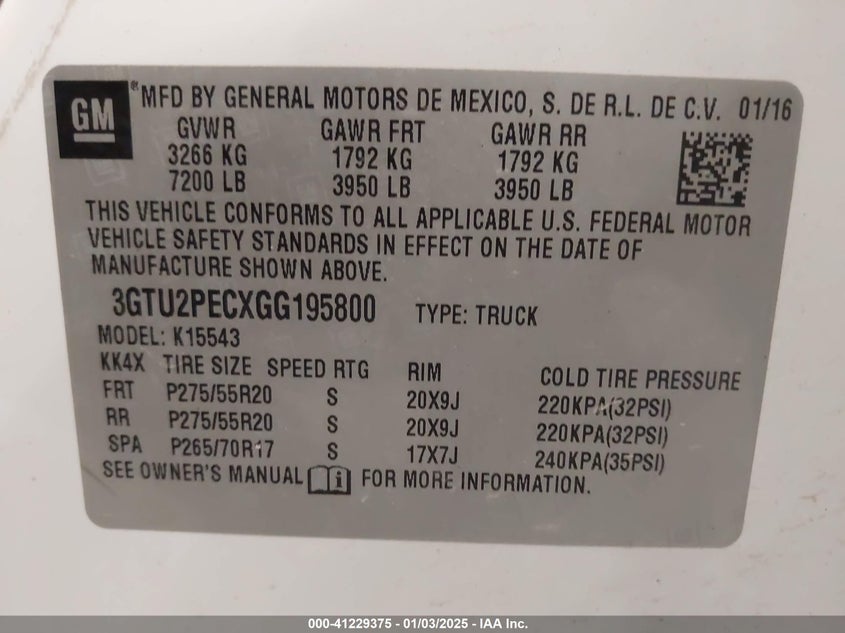 GM
®MFD BY GENERAL MOTORS DE MEXICO, S. DE R.L. DE C.V. 01/16
GVWR GAWR FRT GAWR RR
3266 KG 1792 KG 1792 KG
7200 LB 3950 LB 3950 LB
THIS VEHICLE CONFORMS TO ALL APPLICABLE U.S. FEDERAL MOTOR
VEHICLE SAFETY STANDARDS IN EFFECT ON THE DATE OF
MANUFACTURE SHOWN ABOVE.
3GTU2PECXGG195800 TYPE: TRUCK
MODEL: K15543
KK4X TIRE SIZE SPEED RTG RIM COLD TIRE PRESSURE
FRT P275/55R20 S 20X9J 220KPA(32PSI)
RR P275/55R20 S 20X9J 220KPA(32PSI)
SPA P265/70R17 S 17X7J 240KPA(35PSI)
SEE OWNER'S MANUAL i FOR MORE INFORMATION.
000-41229375 - 01/03/2025 - IAA Inc.